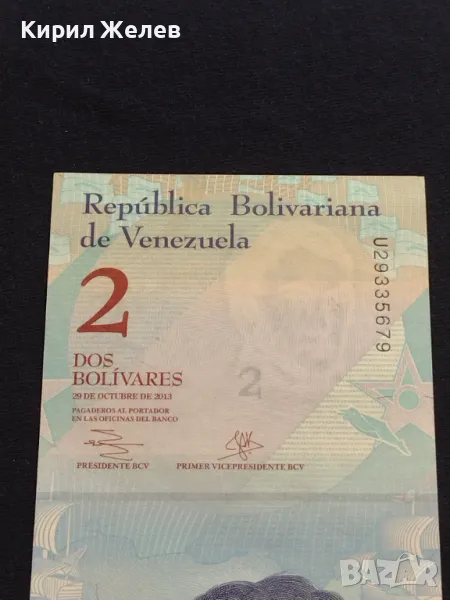 Кирил Желев
República Bolivariana
de Venezuela
U29335679
2
DOS
BOLÍVARES
29 DE OCTUBRE DE 2013
PAGADEROS AL PORTADOR
EN LAS OFICINAS DEL BANCO
2
PRESIDENTE BCV
PRIMER VICEPRESIDENTE BCV
BAZAR